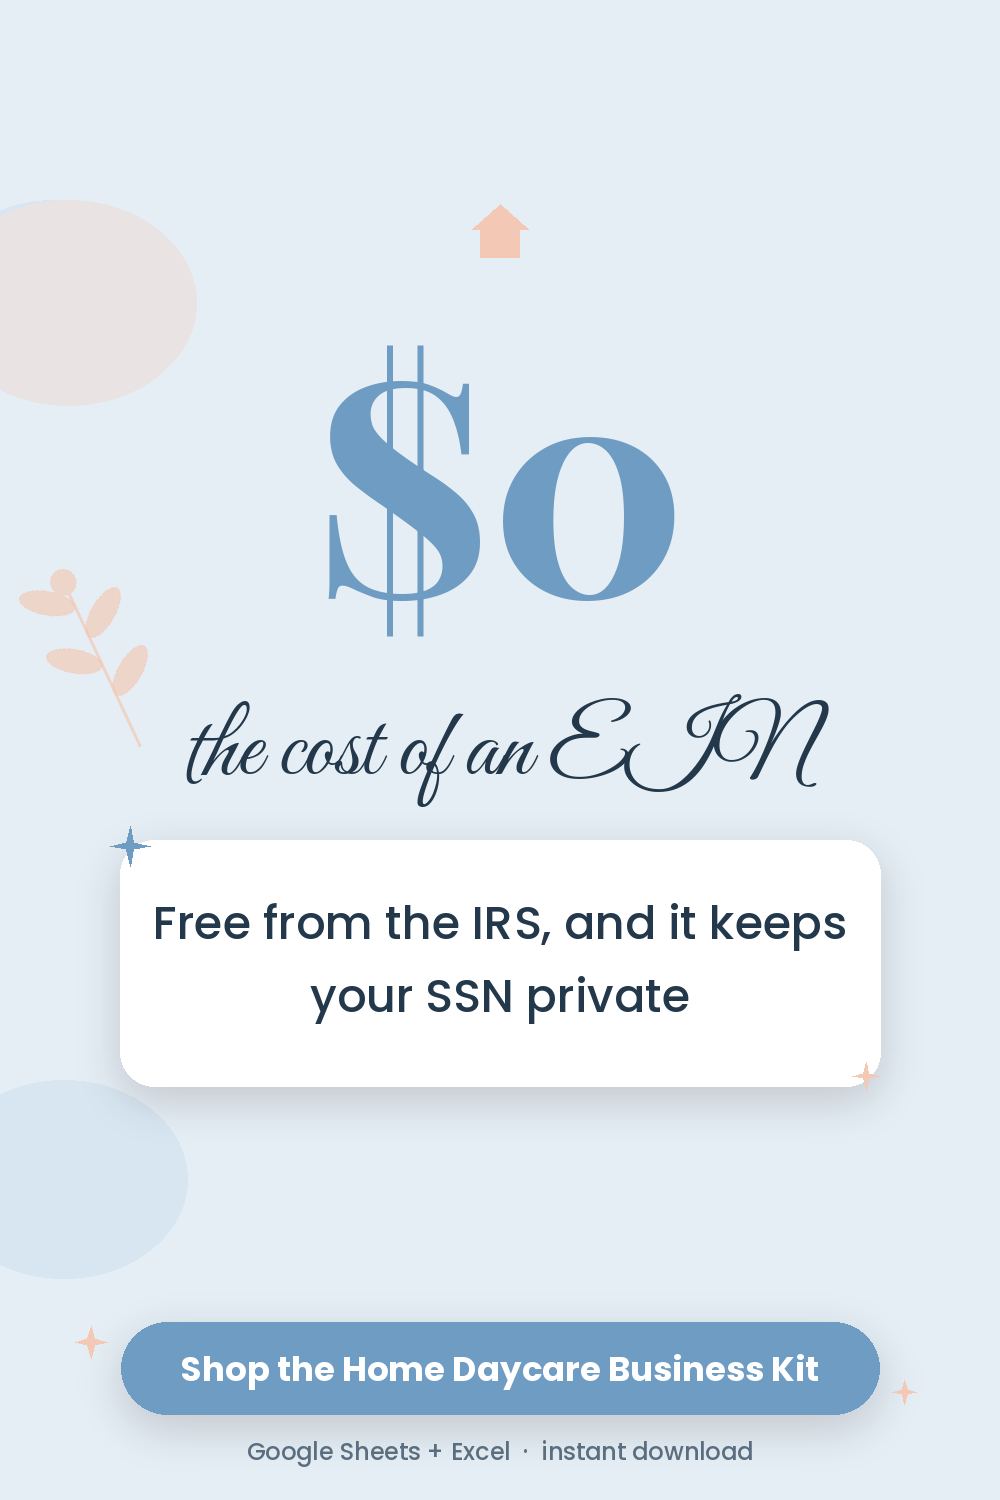 $0
the cost of an EIN
Free from the IRS, and it keeps
your SSN private
Shop the Home Daycare Business Kit
Google Sheets + Excel · instant download